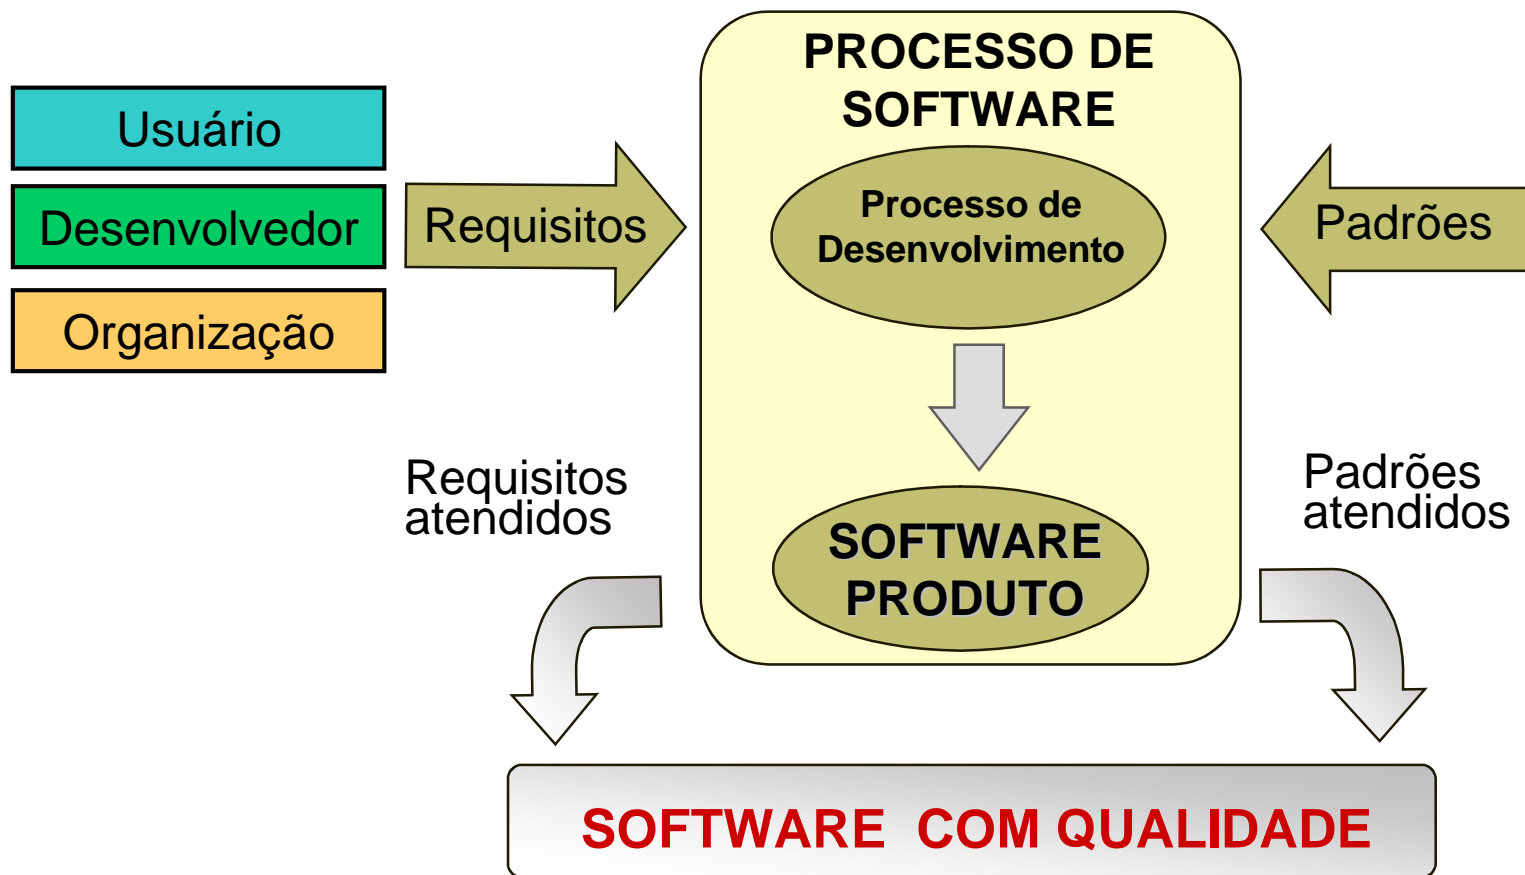 PROCESSO DE
SOFTWARE
Usuário
Desenvolvedor
Organização
Requisitos
Processo de
Desenvolvimento
Padrões
Requisitos
atendidos
SOFTWARE
PRODUTO
Padrões
atendidos
SOFTWARE COM QUALIDADE